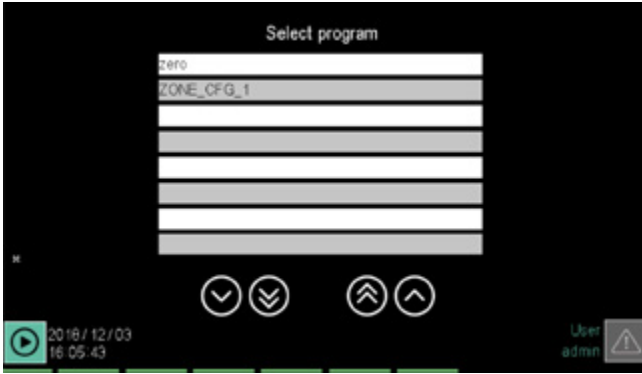 Select program
zero
ZONE_CFG_1
2018/12/03
16:05:43
User
admin